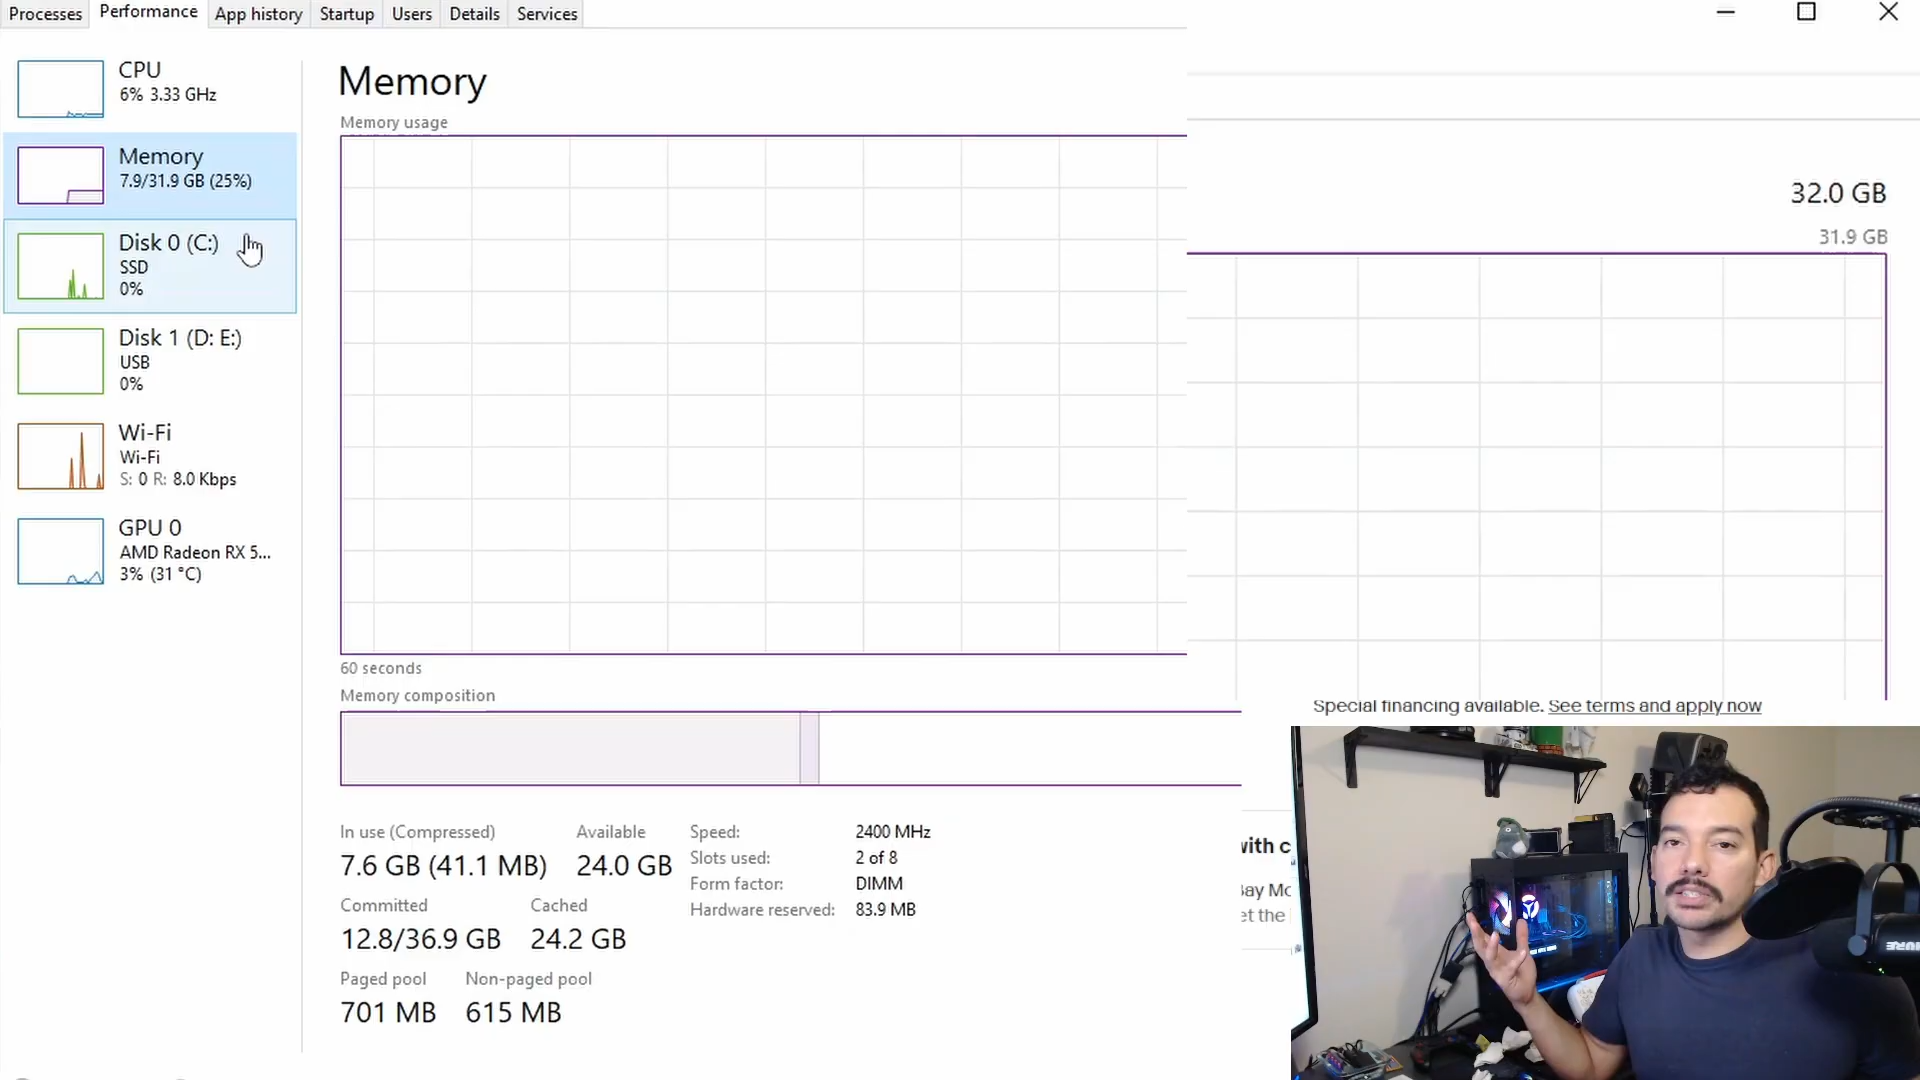 Processes Performance App history Startup Users Details Services
CPU
6% 3.33 GHz
Memory
7.9/31.9 GB (25%)
Disk 0 (C:)
SSD
0%
Disk 1 (D: E:)
USB
0%
Wi-Fi
Wi-Fi
S: 0 R: 8.0 Kbps
GPU 0
AMD Radeon RX 5...
3% (31 °C)
Memory
32.0 GB
Memory usage
31.9 GB
60 seconds
Memory composition
In use (Compressed)
7.6 GB (41.1 MB)
Available
24.0 GB
Committed
12.8/36.9 GB
Cached
24.2 GB
Paged pool
701 MB
Non-paged pool
615 MB
Speed: 2400 MHz
Slots used: 2 of 8
Form factor: DIMM
Hardware reserved: 83.9 MB
Special financing available. See terms and apply now
with c
et the